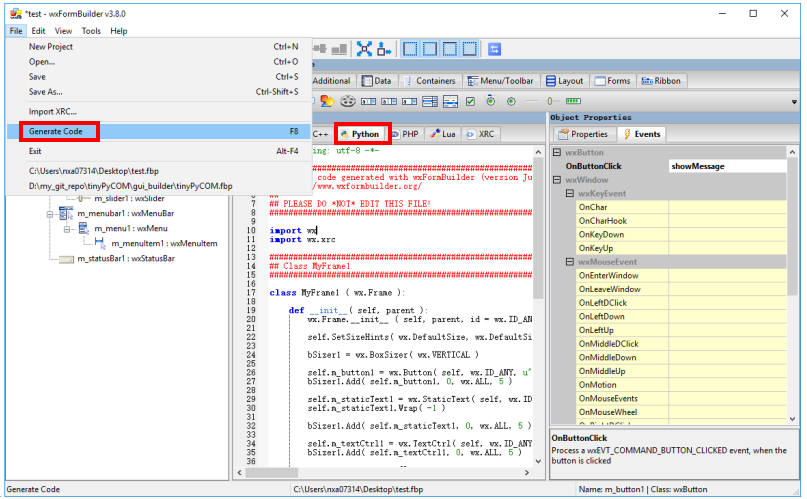 *test - wxFormBuilder v3.8.0
File Edit View Tools Help
New Project Ctrl+N
Open... Ctrl+O
Save Ctrl+S
Save As... Ctrl-Shift+S
Import XRC...
Generate Code F8
Exit Alt-F4
C:\Users\nxa07314\Desktop\test.fbp
D:\my_git_repo\tinyPyCOM\gui_builder\tinyPyCOM.fbp
m_slider1 : wxSlider
m_menubar1 : wxMenuBar
m_menu1 : wxMenu
m_menuItem1 : wxMenuItem
m_statusBar1 : wxStatusBar
Additional Data Containers Menu/Toolbar Layout Forms Ribbon
C++ Python PHP Lua XRC
ing: utf-8 -*-
code generated with wxFormBuilder (version Ju
/www.wxformbuilder.org/
6 ##
7 ## PLEASE DO *NOT* EDIT THIS FILE!
8 ##########################################
9
10 import wx
11 import wx.xrc
12
13 ##########################################
14 ## Class MyFrame1
15 ##########################################
16
17 class MyFrame1 ( wx.Frame ):
18
19 def __init__( self, parent ):
20 wx.Frame.__init__ ( self, parent, id = wx.ID_AN
21
22 self.SetSizeHints( wx.DefaultSize, wx.DefaultSi
23
24 bSizer1 = wx.BoxSizer( wx.VERTICAL )
25
26 self.m_button1 = wx.Button( self, wx.ID_ANY, u"
27 bSizer1.Add( self.m_button1, 0, wx.ALL, 5 )
28
29 self.m_staticText1 = wx.StaticText( self, wx.ID
30 self.m_staticText1.Wrap( -1 )
31
32 bSizer1.Add( self.m_staticText1, 0, wx.ALL, 5 )
33
34 self.m_textCtrl1 = wx.TextCtrl( self, wx.ID_ANY
35 bSizer1.Add( self.m_textCtrl1, 0, wx.ALL, 5 )
36
Object Properties
Properties Events
wxButton
OnButtonClick showMessage
wxWindow
wxKeyEvent
OnChar
OnCharHook
OnKeyDown
OnKeyUp
wxMouseEvent
OnEnterWindow
OnLeaveWindow
OnLeftDClick
OnLeftDown
OnLeftUp
OnMiddleDClick
OnMiddleDown
OnMiddleUp
OnMotion
OnMouseEvents
OnMouseWheel
OnRightDClick
OnButtonClick
Process a wxEVT_COMMAND_BUTTON_CLICKED event, when the
button is clicked
Generate Code C:\Users\nxa07314\Desktop\test.fbp Name: m_button1 | Class: wxButton